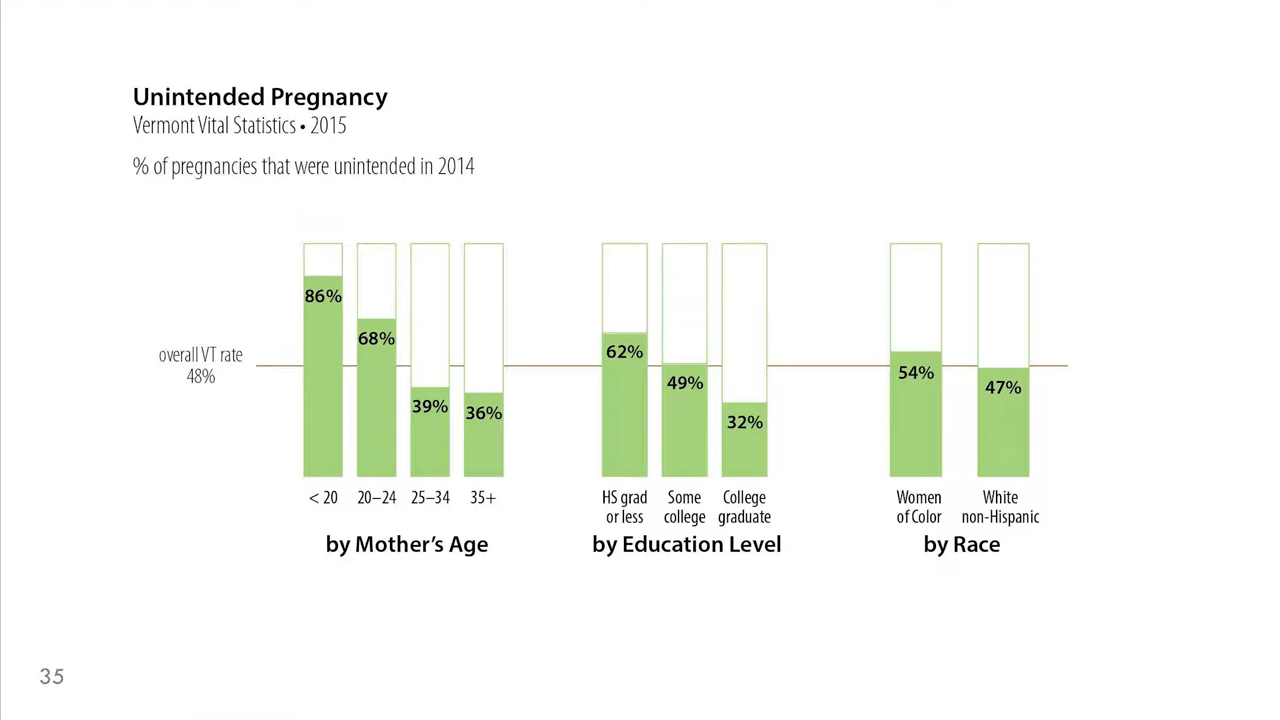 Unintended Pregnancy
Vermont Vital Statistics • 2015
% of pregnancies that were unintended in 2014
overall VT rate
48%
86%
68%
39%
36%
< 20
20–24
25–34
35+
by Mother's Age
62%
49%
32%
HS grad
or less
Some
college
College
graduate
by Education Level
54%
47%
Women
of Color
White
non-Hispanic
by Race
35